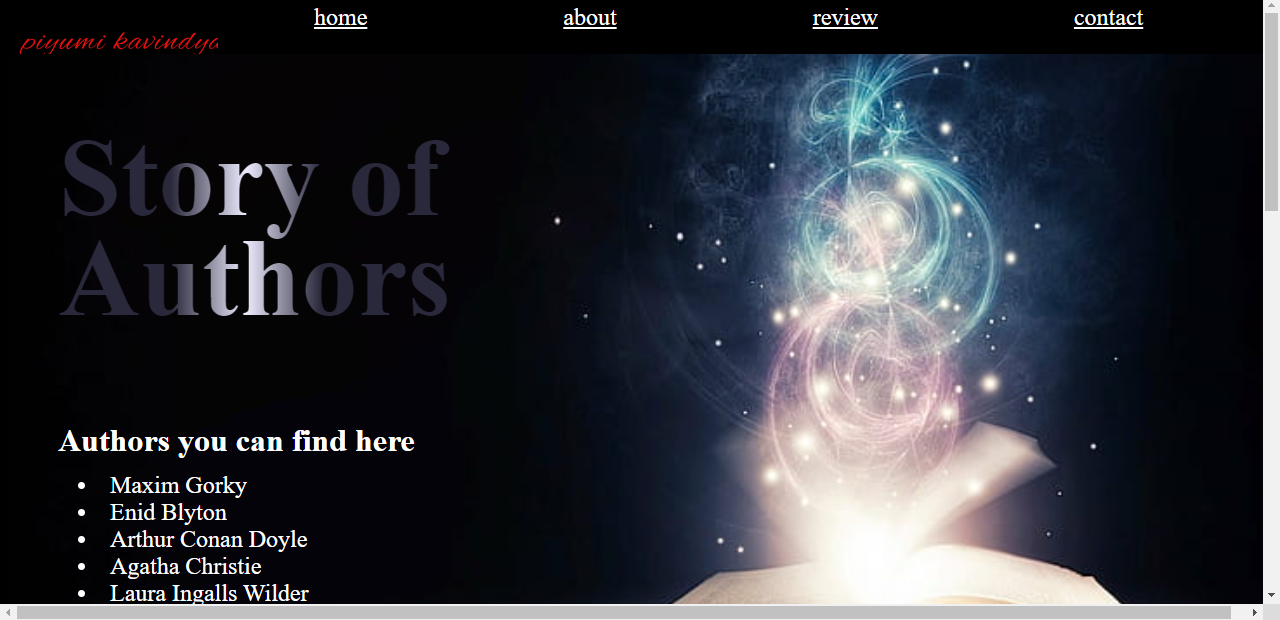 home about review contact
piyumi kavindya
Story of
Authors
Authors you can find here
Maxim Gorky
Enid Blyton
Arthur Conan Doyle
Agatha Christie
Laura Ingalls Wilder